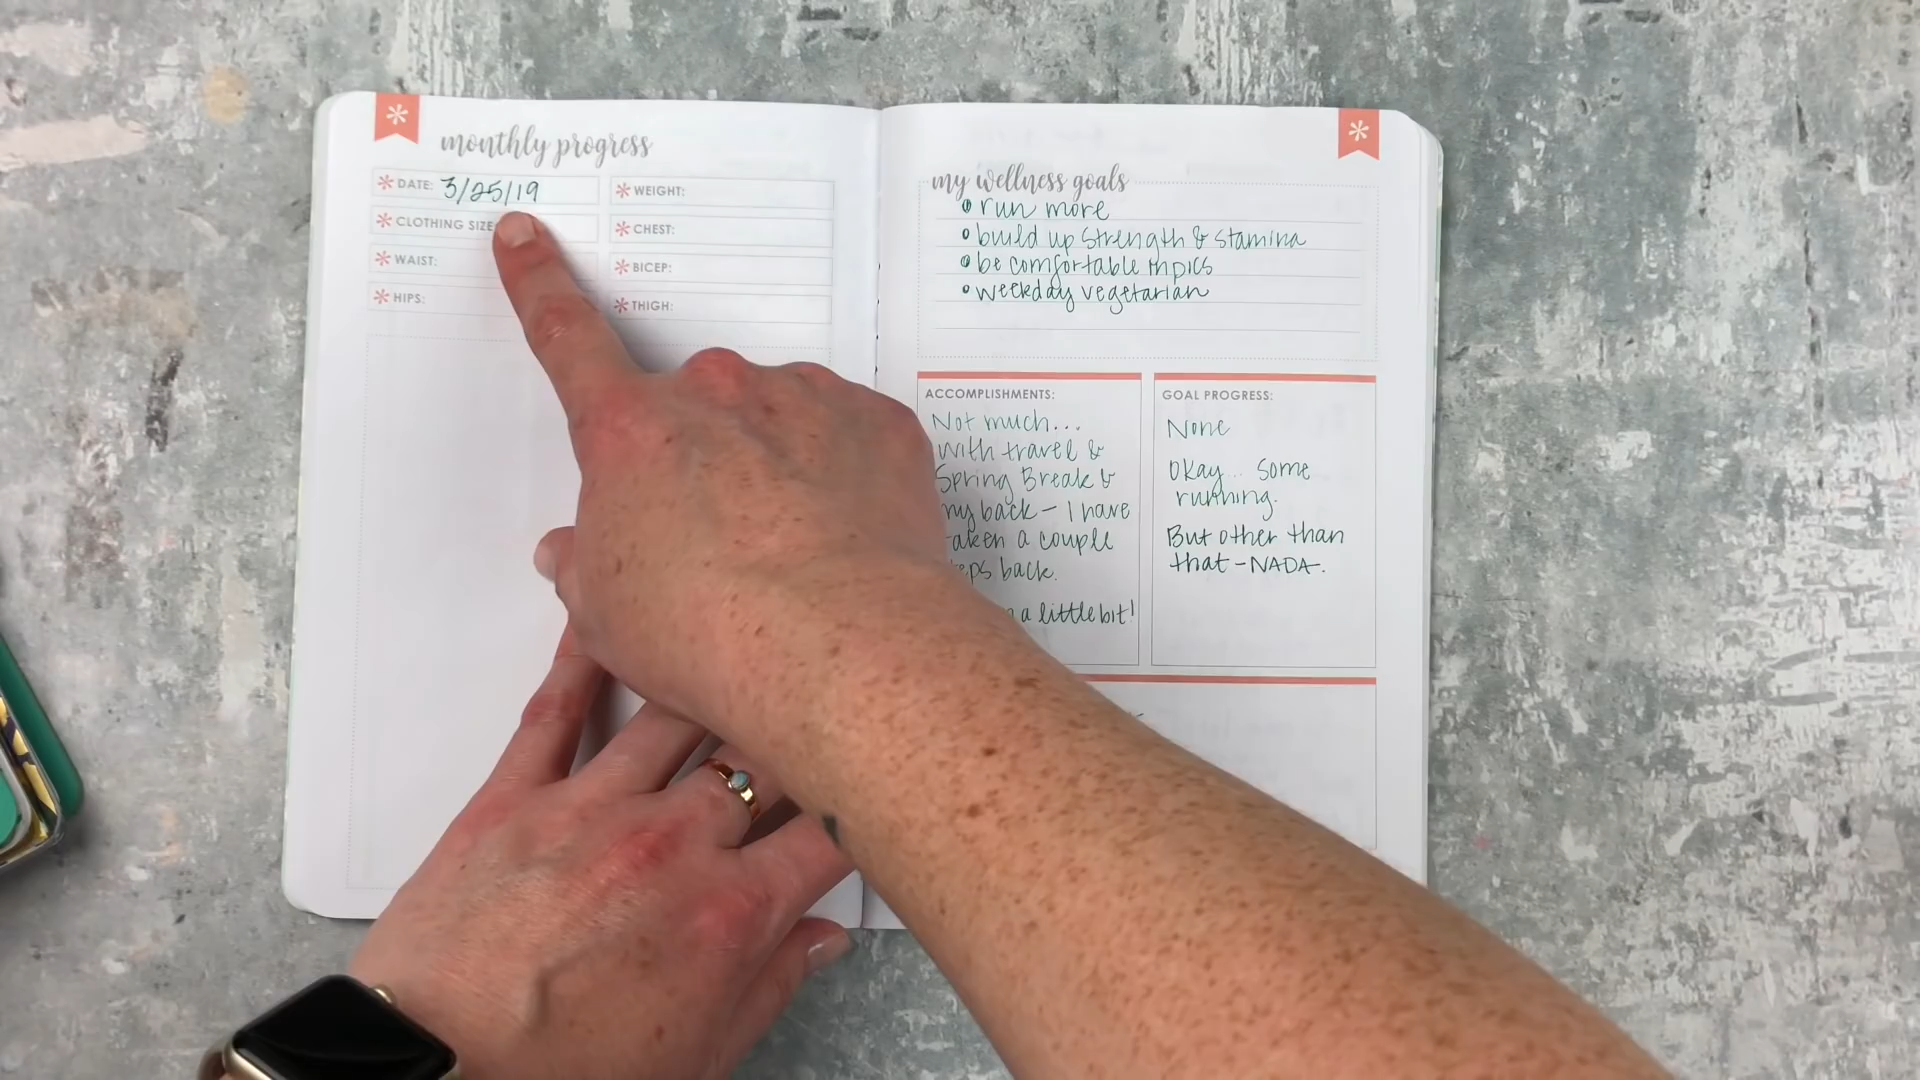 monthly progress
* DATE: 3/25/19
* WEIGHT:
* CLOTHING SIZE
* CHEST:
* WAIST:
* BICEP:
* HIPS:
* THIGH:
my wellness goals
• run more
• build up strength & stamina
• be comfortable in pics
• weekday vegetarian
ACCOMPLISHMENTS:
Not much...
with travel &
Spring Break &
my back - I have
taken a couple
back.
a little bit!
GOAL PROGRESS:
None
Okay... Some
running.
But other than
that - NADA.